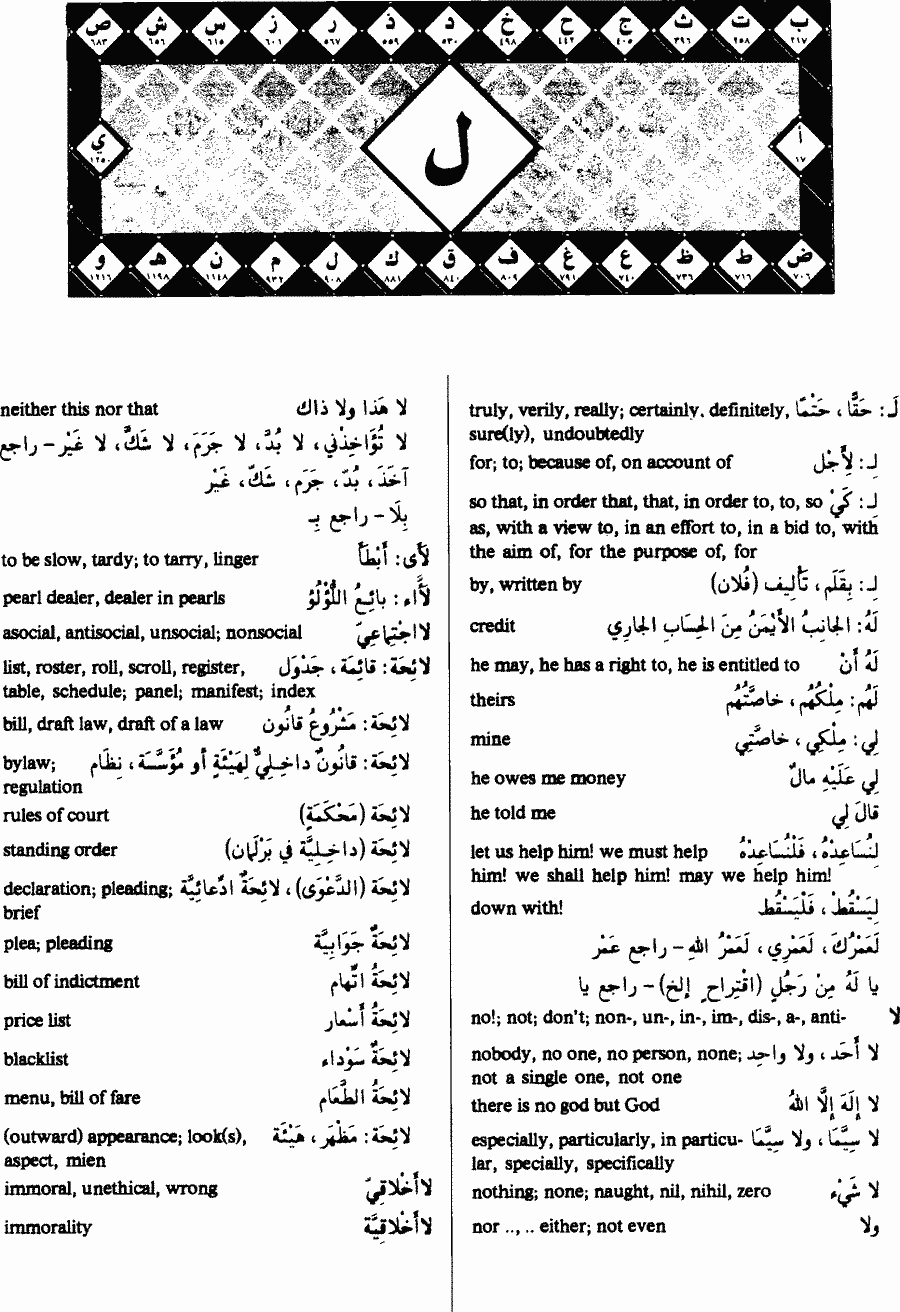 ب ت ث ج ح خ د ذ ر ز س ش ص
٢١٧ ٢٥٨ ٣٩٦ ٤٠٥ ٤٤٢ ٤٩٨ ٥٣٠ ٥٥٩ ٥٦٧ ٦٠١ ٦١٥ ٦٥٦ ٦٨٣
أ ل ي
١٧ ١٢٥٠
ض ط ظ ع غ ف ق ك ل م ن و
٧٠٦ ٧١٦ ٧٣٦ ٧٤٠ ٧٩١ ٨٠٩ ٨٤٠ ٨٨١ ٩٠٨ ٩٣٢ ١١٤٨ ١١٩٨ ١٢١٦
لَـ: حَقًّا ، حَتْمًا truly, verily, really; certainly, definitely,
sure(ly), undoubtedly
لِـ: لِأَجْل for; to; because of, on account of
لِـ: كَيْ so that, in order that, that, in order to, to, so
as, with a view to, in an effort to, in a bid to, with
the aim of, for the purpose of, for
لِـ: بِقَلَم ، تَأْلِيف (فُلان) by, written by
لَهُ: الجانِبُ الأَيْمَنُ مِنَ الحِسَابِ الجارِي credit
لَهُ أَنْ he may, he has a right to, he is entitled to
لَهُم: مِلْكُهُم ، خاصَّتُهُم theirs
لِي: مِلْكِي ، خاصَّتِي mine
لِي عَلَيْهِ مالٌ he owes me money
قالَ لِي he told me
لِنُسَاعِدْهُ ، فَلْنُسَاعِدْهُ let us help him! we must help
him! we shall help him! may we help him!
لِيَسْقُطْ ، فَلْيَسْقُط down with!
لَعَمْرُكَ ، لَعَمْرِي ، لَعَمْرُ اللهِ – راجع عَمْر
يا لَهُ مِنْ رَجُلٍ (اقْتِراحٍ إلخ) – راجع يا
لا no!; not; don't; non-, un-, in-, im-, dis-, a-, anti-
لا أَحَد ، ولا واحِد nobody, no one, no person, none;
not a single one, not one
لا إِلَهَ إِلَّا اللهُ there is no god but God
لا سِيَّمَا ، ولا سِيَّمَا especially, particularly, in particu-
lar, specially, specifically
لا شَيْء nothing; none; naught, nil, nihil, zero
ولا nor .., .. either; not even
لا هَذا ولا ذاك neither this nor that
لا تُؤَاخِذْنِي ، لا بُدَّ ، لا جَرَمَ ، لا شَكَّ ، لا غَيْر – راجع
آخَذَ ، بُدّ ، جَرَم ، شَكّ ، غَيْر
بِلَا – راجع بِـ
لَأَى: أَبْطَأَ to be slow, tardy; to tarry, linger
لَأَّاء: بائِعُ اللُّؤْلُؤ pearl dealer, dealer in pearls
لااجْتِماعِيّ asocial, antisocial, unsocial; nonsocial
لائِحَة: قائِمَة ، جَدْوَل list, roster, roll, scroll, register,
table, schedule; panel; manifest; index
لائِحَة: مَشْرُوعُ قانُون bill, draft law, draft of a law
لائِحَة: قانُونٌ داخِلِيٌّ لِهَيْئَةٍ أو مُؤَسَّسَة ، نِظَام bylaw;
regulation
لائِحَة (مَحْكَمَة) rules of court
لائِحَة (داخِلِيَّة في بَرْلَمان) standing order
لائِحَة (الدَّعْوَى) ، لائِحَةٌ ادِّعائِيَّة declaration; pleading;
brief
لائِحَةٌ جَوَابِيَّة plea; pleading
لائِحَةُ اتِّهام bill of indictment
لائِحَةُ أَسْعار price list
لائِحَةٌ سَوْداء blacklist
لائِحَةُ الطَّعَام menu, bill of fare
لائِحَة: مَظْهَر ، هَيْئَة (outward) appearance; look(s),
aspect, mien
لاأَخْلاقِيّ immoral, unethical, wrong
لاأَخْلاقِيَّة immorality